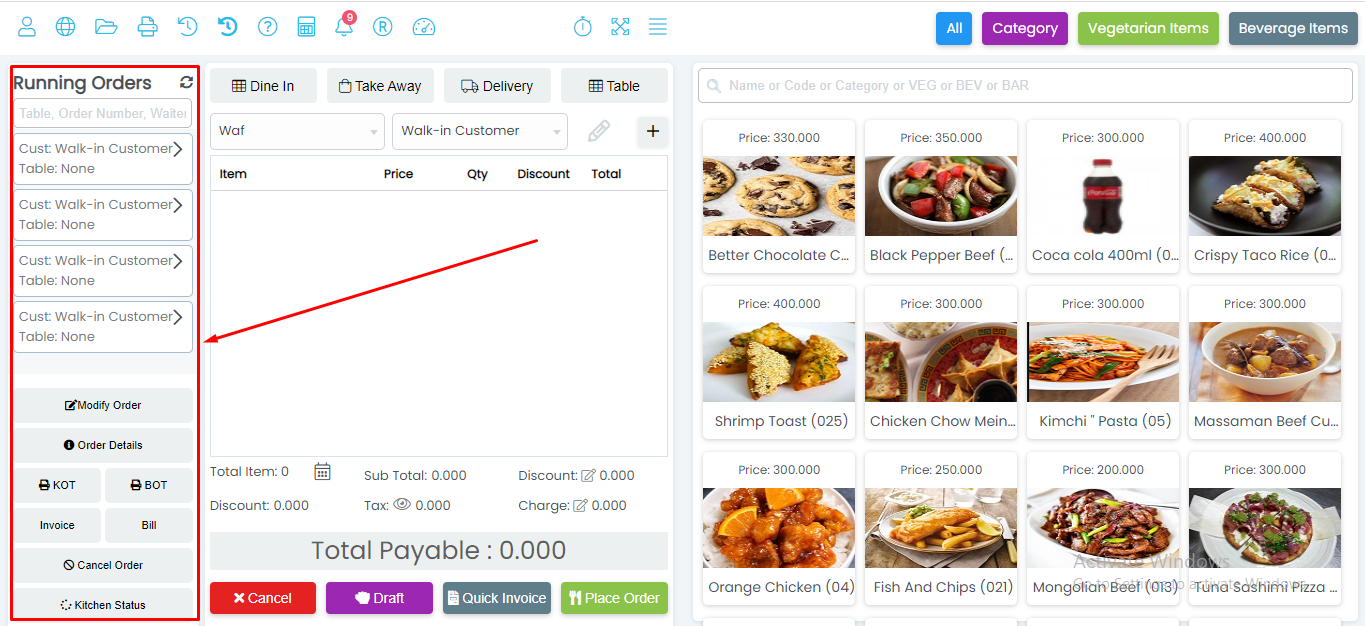 9
R
All
Category
Vegetarian Items
Beverage Items
Running Orders
Table, Order Number, Waiter
Cust: Walk-in Customer
Table: None
Cust: Walk-in Customer
Table: None
Cust: Walk-in Customer
Table: None
Cust: Walk-in Customer
Table: None
Modify Order
Order Details
KOT
BOT
Invoice
Bill
Cancel Order
Kitchen Status
Dine In
Take Away
Delivery
Table
Waf
Walk-in Customer
+
Item Price Qty Discount Total
Total Item: 0
Sub Total: 0.000
Discount: 0.000
Discount: 0.000
Tax: 0.000
Charge: 0.000
Total Payable : 0.000
Cancel
Draft
Quick Invoice
Place Order
Name or Code or Category or VEG or BEV or BAR
Price: 330.000
Better Chocolate C...
Price: 350.000
Black Pepper Beef (...
Price: 300.000
Coca cola 400ml (0...
Price: 400.000
Crispy Taco Rice (0...
Price: 400.000
Shrimp Toast (025)
Price: 300.000
Chicken Chow Mein...
Price: 300.000
Kimchi " Pasta (05)
Price: 300.000
Massaman Beef Cu...
Price: 300.000
Orange Chicken (04)
Price: 250.000
Fish And Chips (021)
Price: 200.000
Mongolian Beef (013)
Price: 300.000
Tuna Sashimi Pizza ...
Activate Windows
Go to Settings to activate Windows.